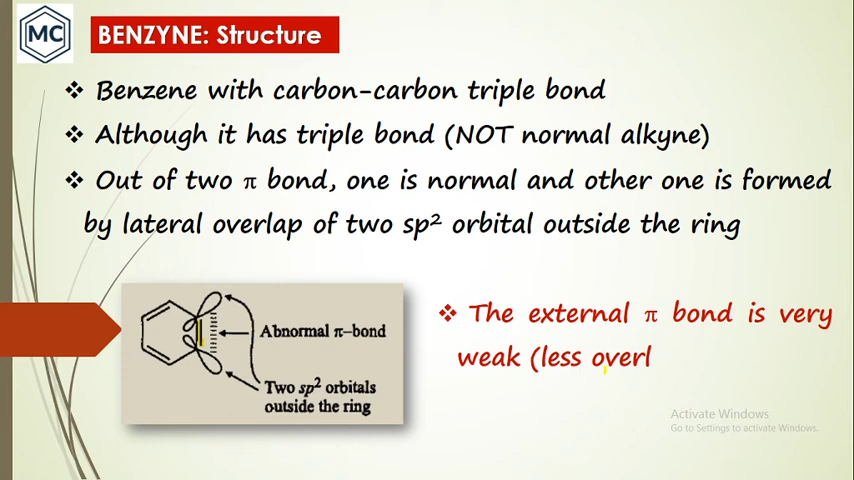 MC
BENZYNE: Structure
❖ Benzene with carbon-carbon triple bond
❖ Although it has triple bond (NOT normal alkyne)
❖ Out of two π bond, one is normal and other one is formed
by lateral overlap of two sp² orbital outside the ring
Abnormal π-bond
Two sp² orbitals
outside the ring
❖ The external π bond is very
weak (less overl
Activate Windows
Go to Settings to activate Windows.